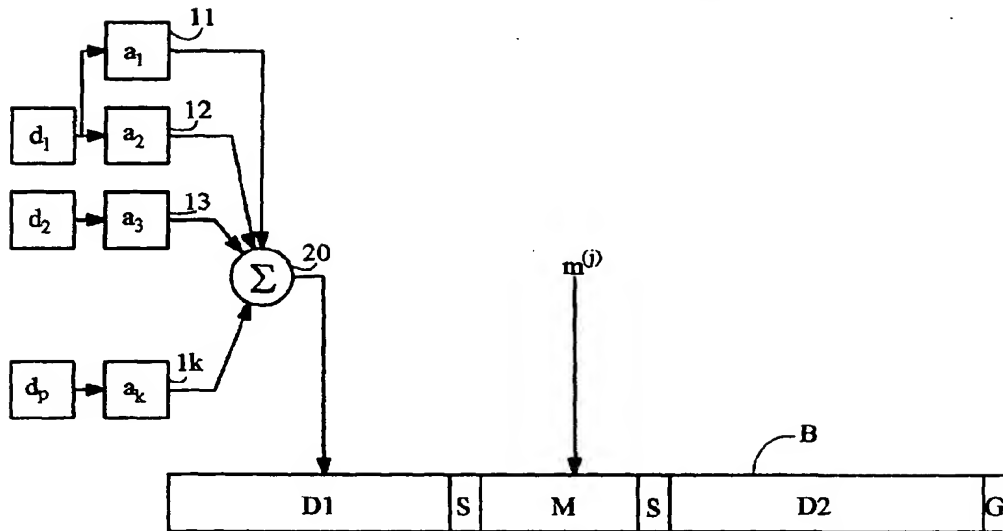 11
a₁
12
d₁ a₂
13
d₂ a₃
20
Σ
m⁽ʲ⁾
1k
dₚ aₖ
B
D1 S M S D2 G